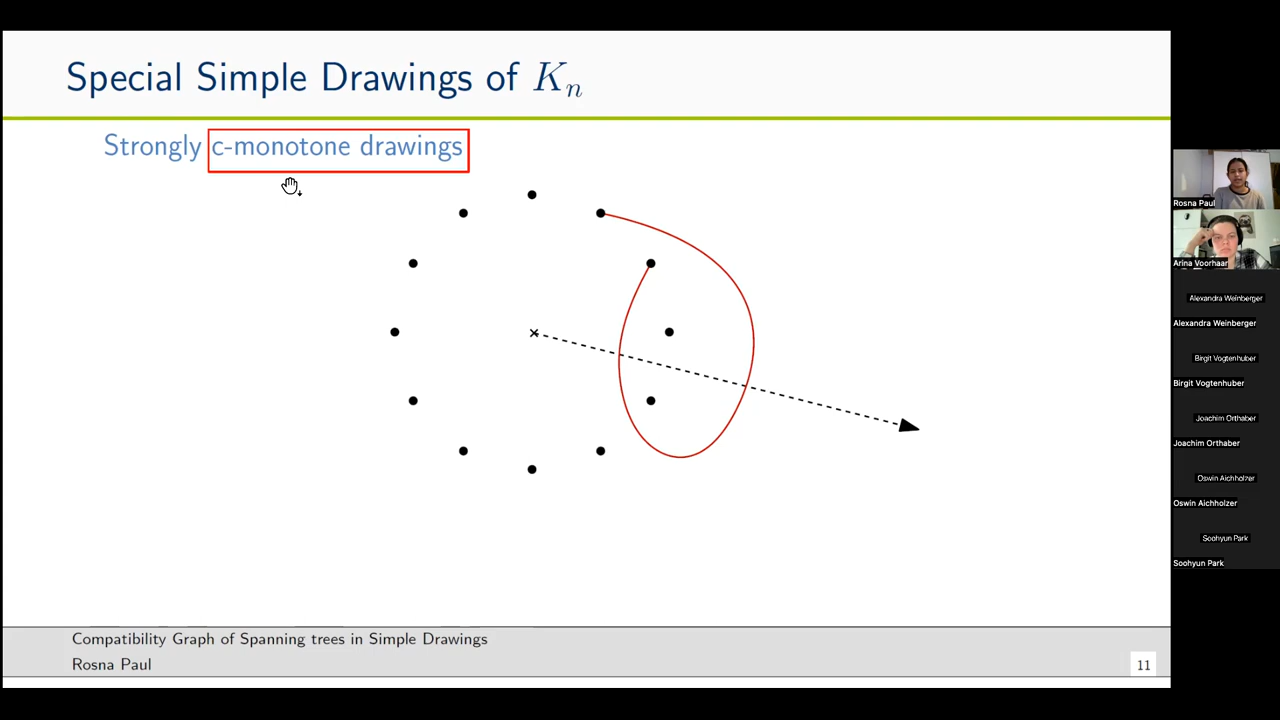 Special Simple Drawings of Kₙ
Strongly c-monotone drawings
Compatibility Graph of Spanning trees in Simple Drawings
Rosna Paul
11
Rosna Paul
Arina Voorhaar
Alexandra Weinberger
Alexandra Weinberger
Birgit Vogtenhuber
Birgit Vogtenhuber
Joachim Orthaber
Joachim Orthaber
Oswin Aichholzer
Oswin Aichholzer
Soohyun Park
Soohyun Park